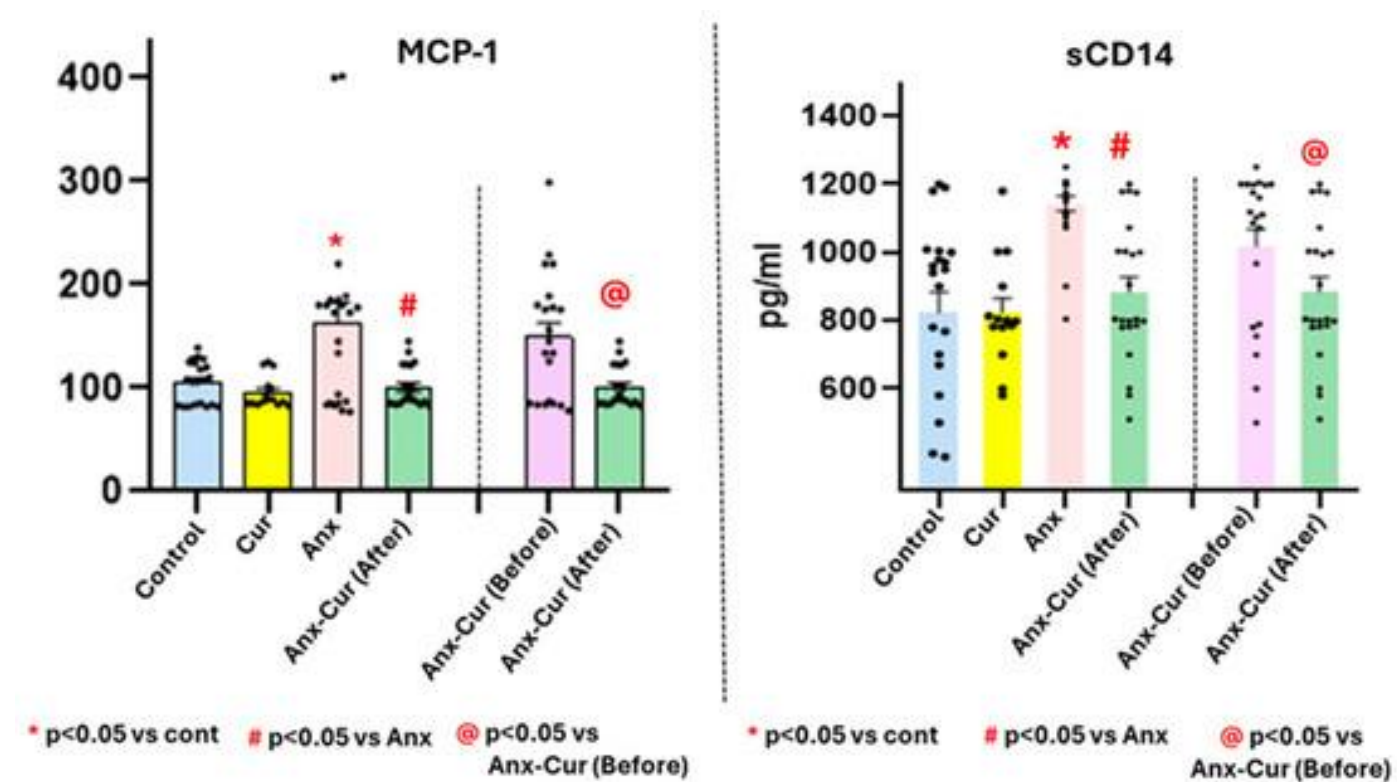 MCP-1
400
300
200
100
0
*
#
@
Control
Cur
Anx
Anx-Cur (After)
Anx-Cur (Before)
Anx-Cur (After)
* p<0.05 vs cont
# p<0.05 vs Anx
@ p<0.05 vs
Anx-Cur (Before)
sCD14
pg/ml
1400
1200
1000
800
600
*
#
@
Control
Cur
Anx
Anx-Cur (After)
Anx-Cur (Before)
Anx-Cur (After)
* p<0.05 vs cont
# p<0.05 vs Anx
@ p<0.05 vs
Anx-Cur (Before)